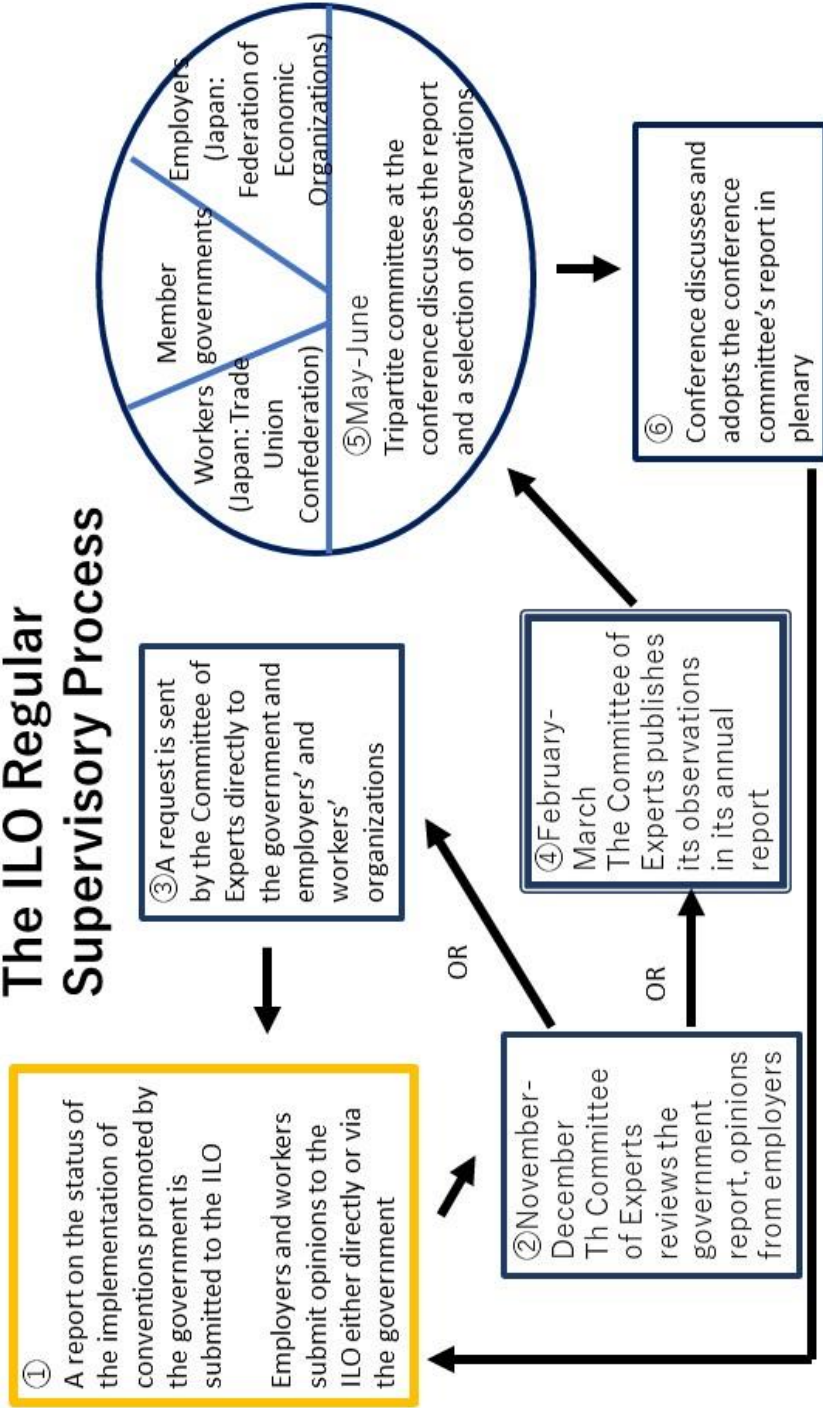 The ILO Regular
Supervisory Process
①
A report on the status of
the implementation of
conventions promoted by
the government is
submitted to the ILO
Employers and workers
submit opinions to the
ILO either directly or via
the government
②November-
December
Th Committee
of Experts
reviews the
government
report, opinions
from employers
OR
OR
③A request is sent
by the Committee of
Experts directly to
the government and
employers' and
workers'
organizations
④February-
March
The Committee of
Experts publishes
its observations
in its annual
report
Workers
(Japan: Trade
Union
Confederation)
Member
governments
Employers
(Japan:
Federation of
Economic
Organizations)
⑤May-June
Tripartite committee at the
conference discusses the report
and a selection of observations
⑥
Conference discusses and
adopts the conference
committee's report in
plenary